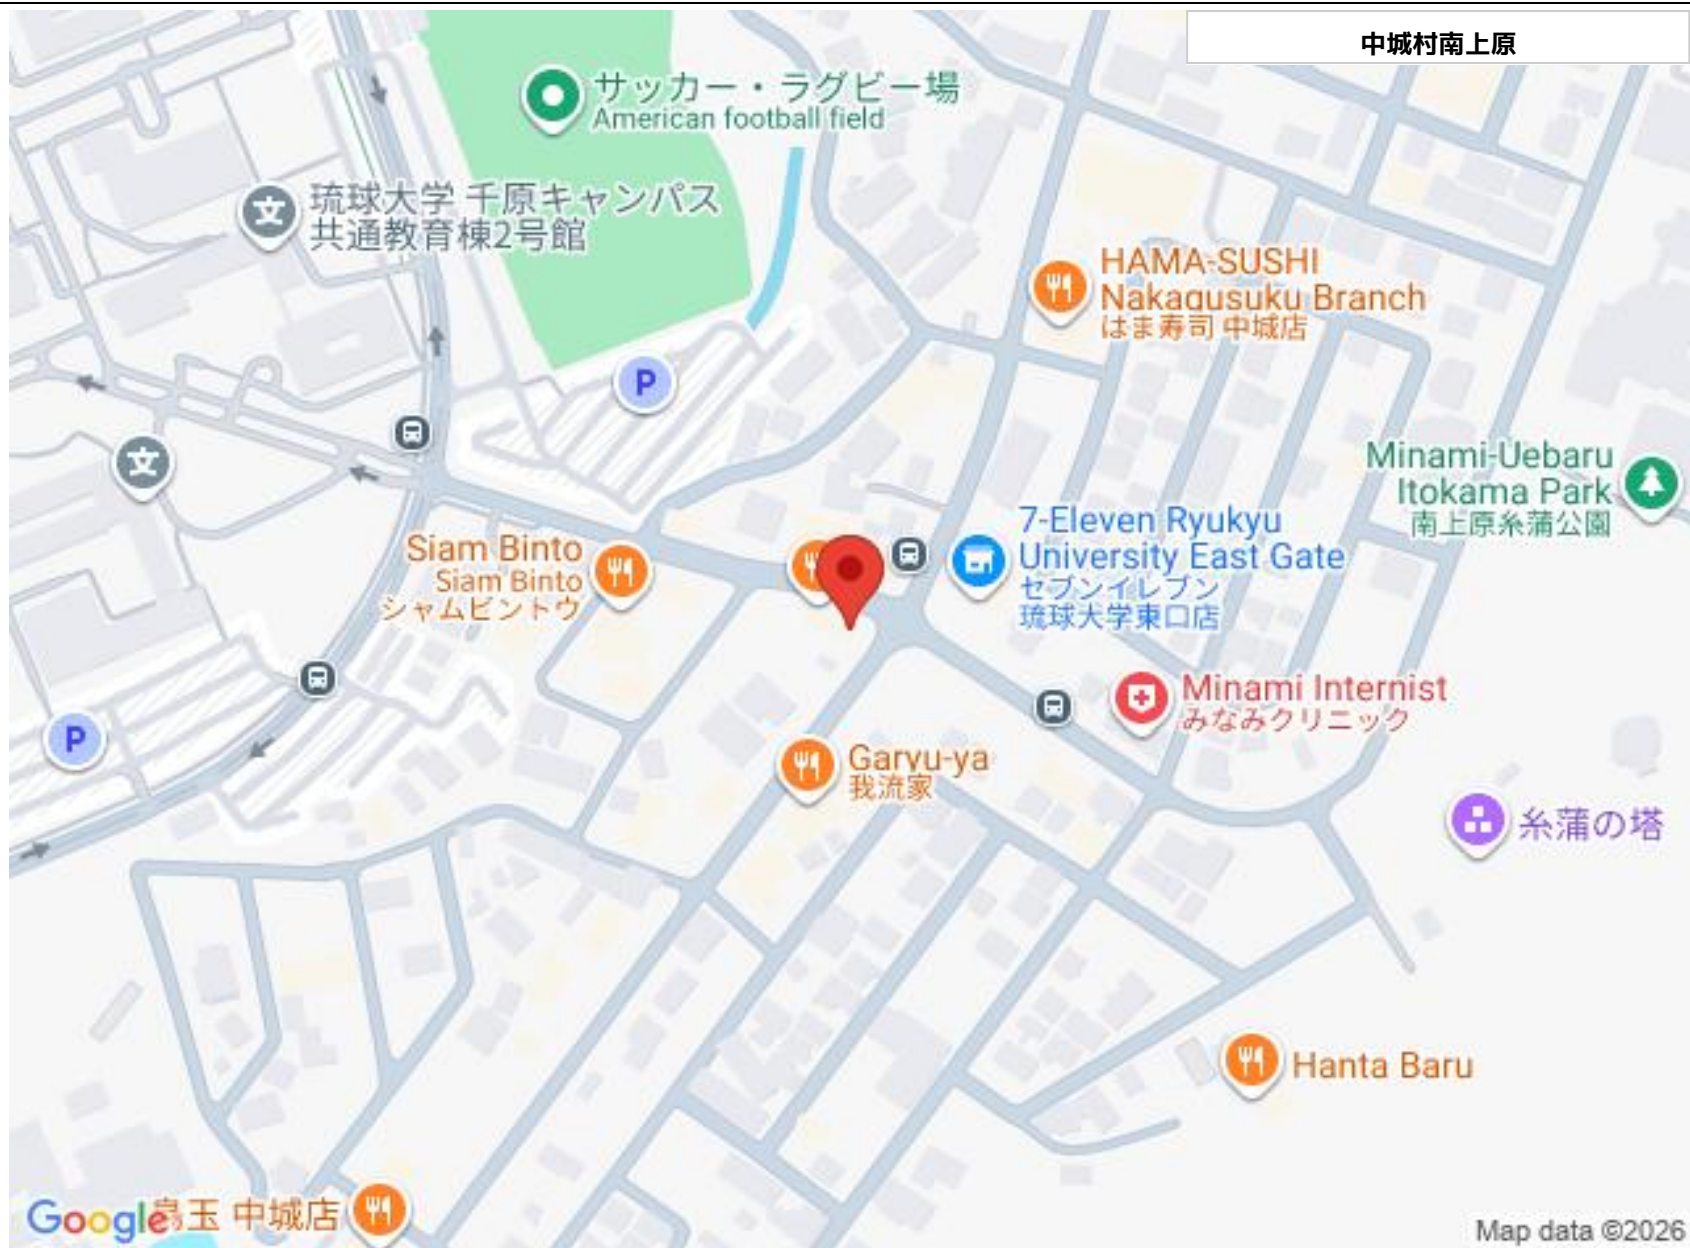 中城村南上原
サッカー・ラグビー場
American football field
琉球大学 千原キャンパス
共通教育棟2号館
HAMA-SUSHI
Nakagusuku Branch
はま寿司 中城店
P
Minami-Uebaru
Itokama Park
南上原糸蒲公園
7-Eleven Ryukyu
University East Gate
セブンイレブン
琉球大学東口店
Siam Binto
Siam Binto
シャムビントウ
文
文
Minami Internist
みなみクリニック
P
Garyu-ya
我流家
糸蒲の塔
Hanta Baru
Google
玉 中城店
Map data ©2026